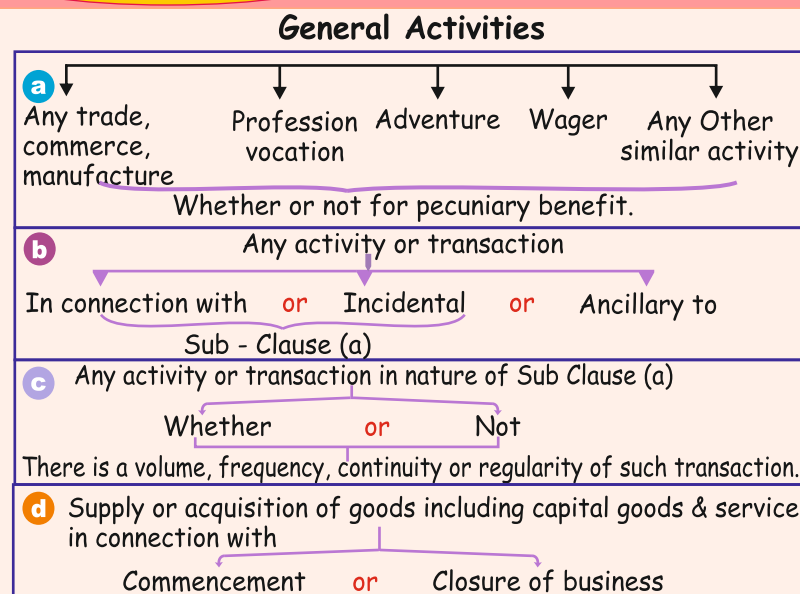 General Activities
a
Any trade,
commerce,
manufacture
Profession
vocation
Adventure
Wager
Any Other
similar activity
Whether or not for pecuniary benefit.
b
Any activity or transaction
In connection with or Incidental or Ancillary to
Sub - Clause (a)
c
Any activity or transaction in nature of Sub Clause (a)
Whether or Not
There is a volume, frequency, continuity or regularity of such transaction.
d
Supply or acquisition of goods including capital goods & service
in connection with
Commencement or Closure of business